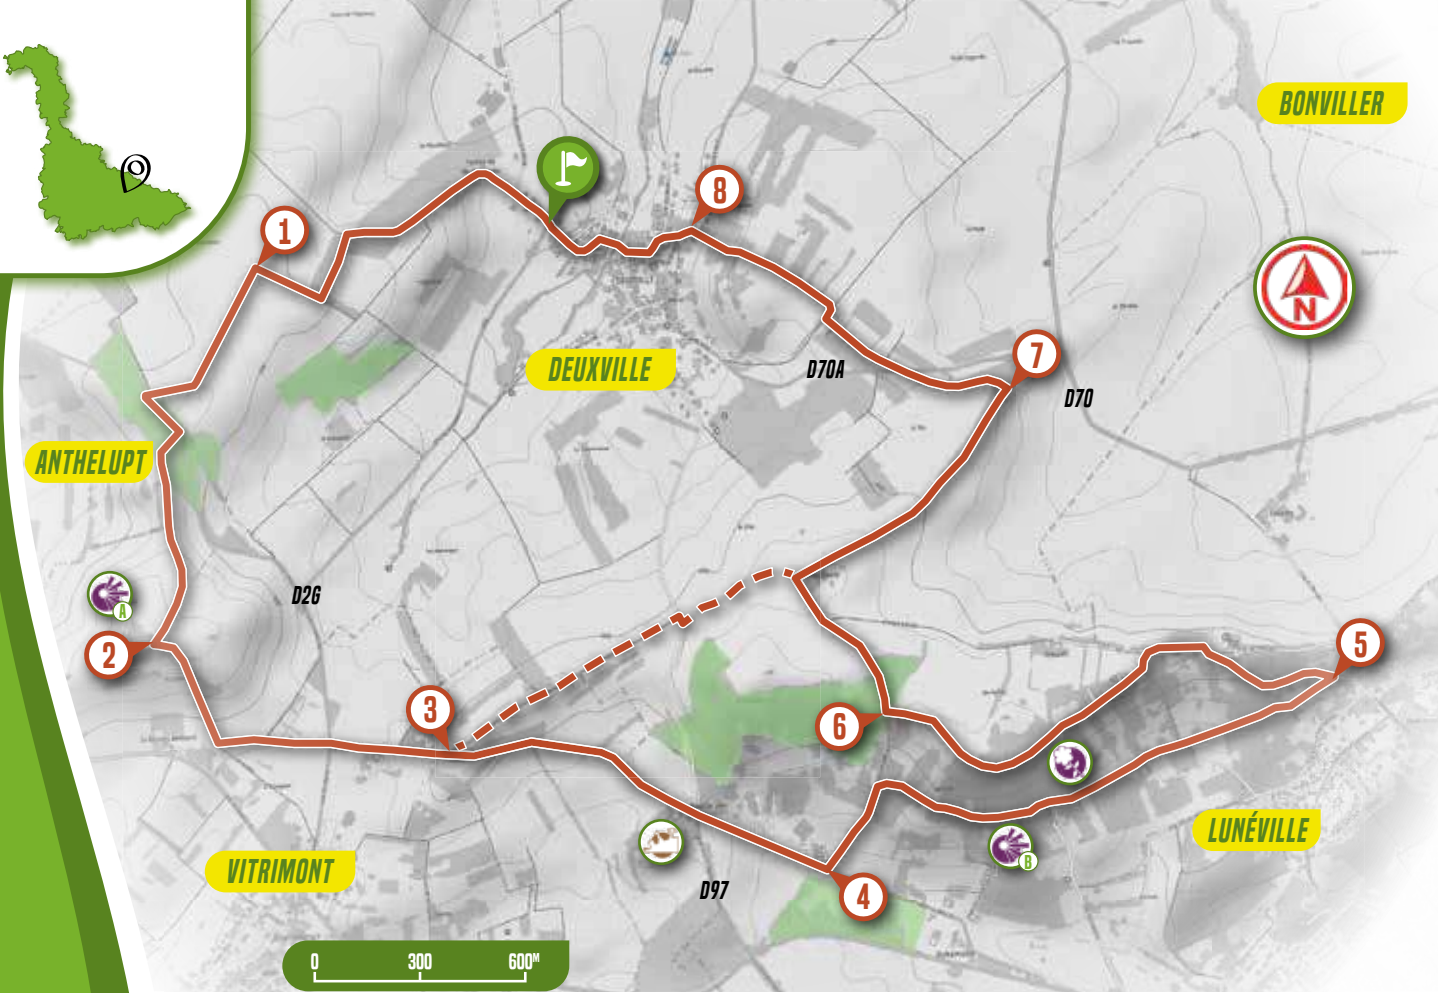 BONVILLER
8
1
N
7
DEUXVILLE
D70A
D70
ANTHELUPT
D26
A
2
5
3
6
LUNÉVILLE
B
VITRIMONT
D97
4
0 300 600M